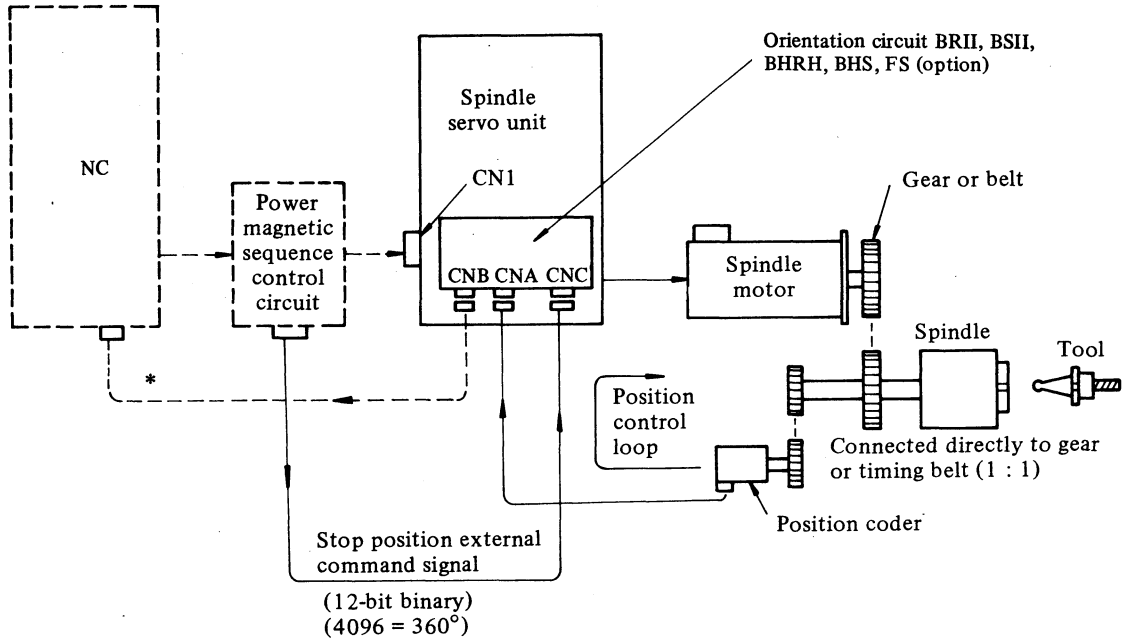 Orientation circuit BRII, BSII,
BHRH, BHS, FS (option)
Spindle
servo unit
NC
CN1
Gear or belt
Power
magnetic
sequence
control
circuit
CNB CNA CNC
Spindle
motor
Spindle
Tool
*
Position
control
loop
Connected directly to gear
or timing belt (1 : 1)
Position coder
Stop position external
command signal
(12-bit binary)
(4096 = 360°)